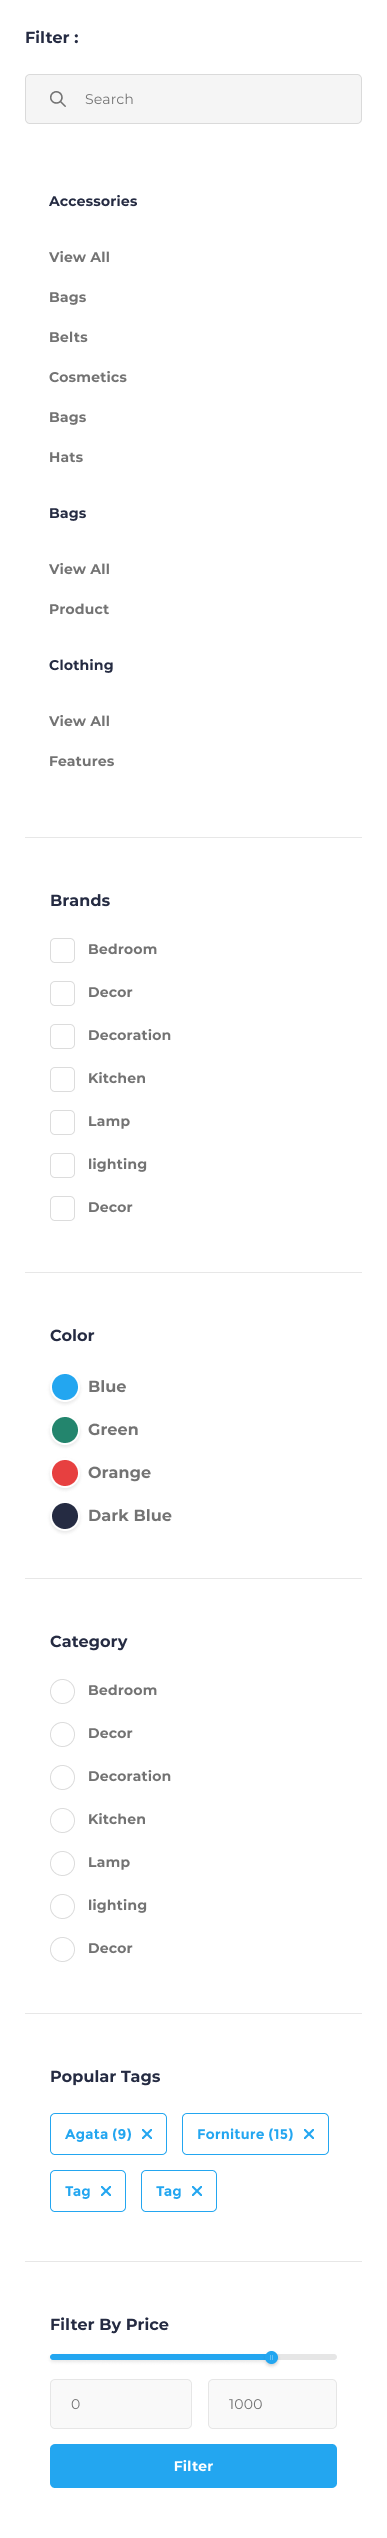 Filter :
Search
Accessories
View All
Bags
Belts
Cosmetics
Bags
Hats
Bags
View All
Product
Clothing
View All
Features
Brands
Bedroom
Decor
Decoration
Kitchen
Lamp
lighting
Decor
Color
Blue
Green
Orange
Dark Blue
Category
Bedroom
Decor
Decoration
Kitchen
Lamp
lighting
Decor
Popular Tags
Agata (9) Forniture (15)
Tag Tag
Filter By Price
0 1000
Filter